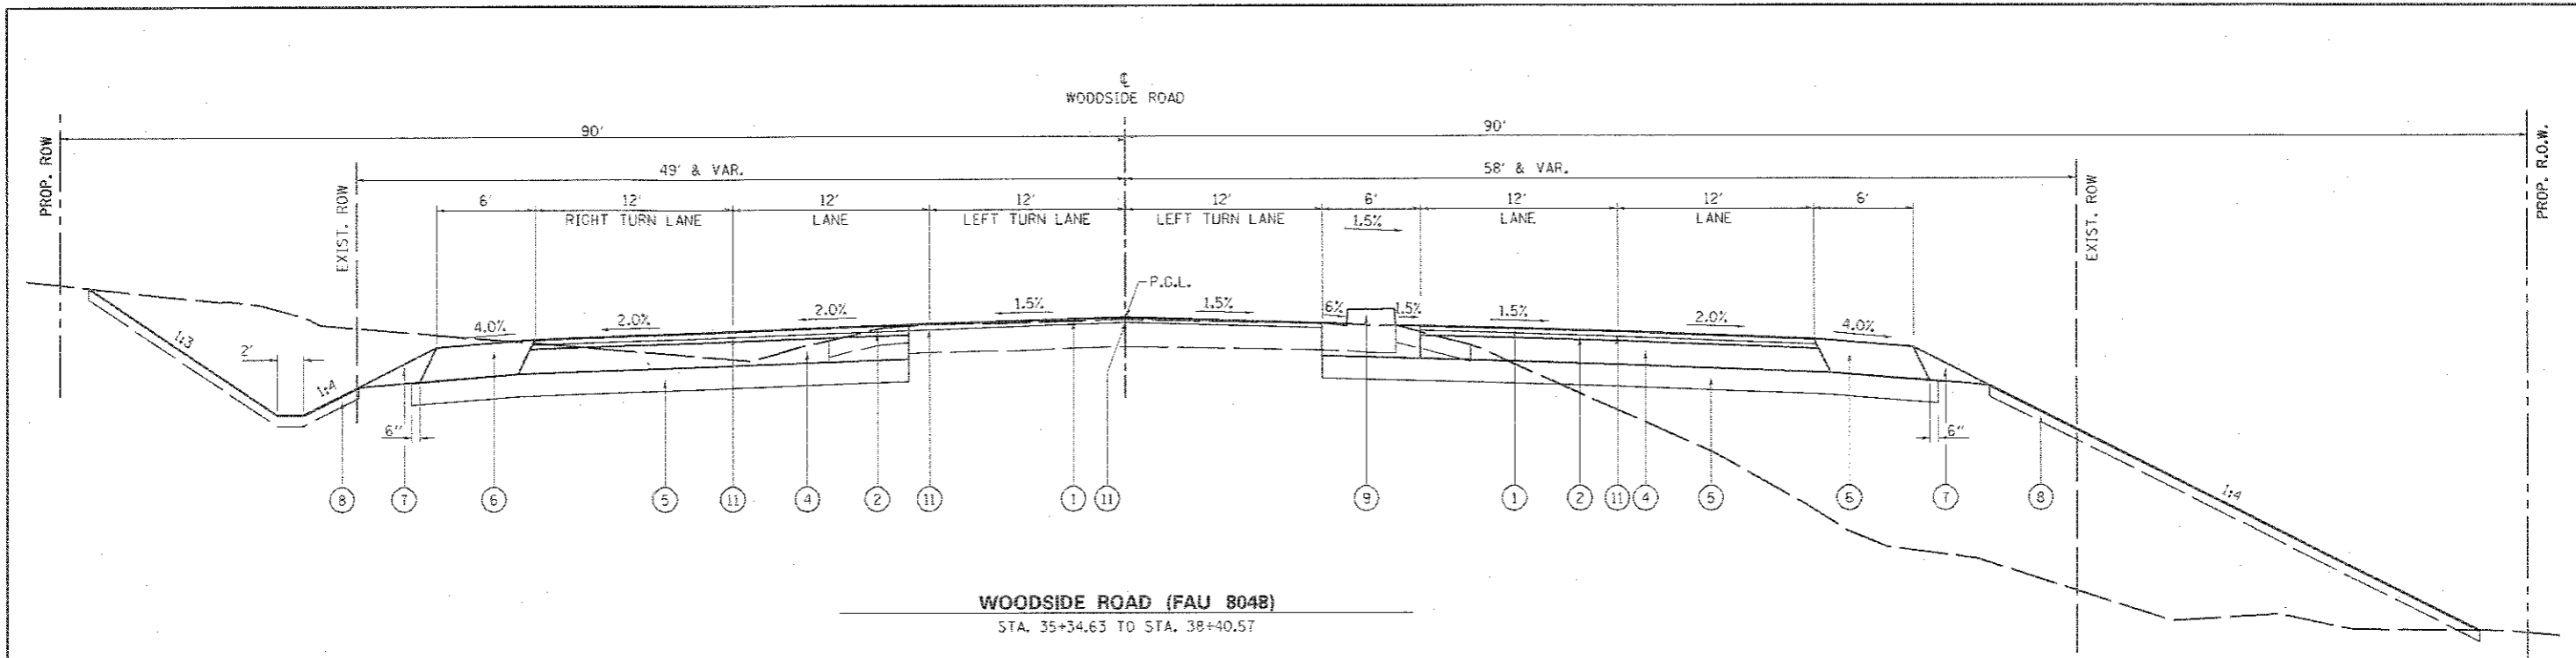 ℄
WOODSIDE ROAD
90' 90'
PROP. ROW
PROP. R.O.W.
49' & VAR. 58' & VAR.
EXIST. ROW
EXIST. ROW
6' 12' 12' 12' 12' 6' 12' 12' 6'
RIGHT TURN LANE LANE LEFT TURN LANE LEFT TURN LANE 1.5% LANE LANE
P.G.L.
4.0% 2.0% 2.0% 1.5% 1.5% 6% 1.5% 1.5% 2.0% 4.0%
1:3 2' 1:4
6" 6"
1:4
8 7 6 5 11 4 2 11 1 11 9 1 2 11 4 5 6 7 8
WOODSIDE ROAD (FAU 8048)
STA. 35+34.63 TO STA. 38+40.57